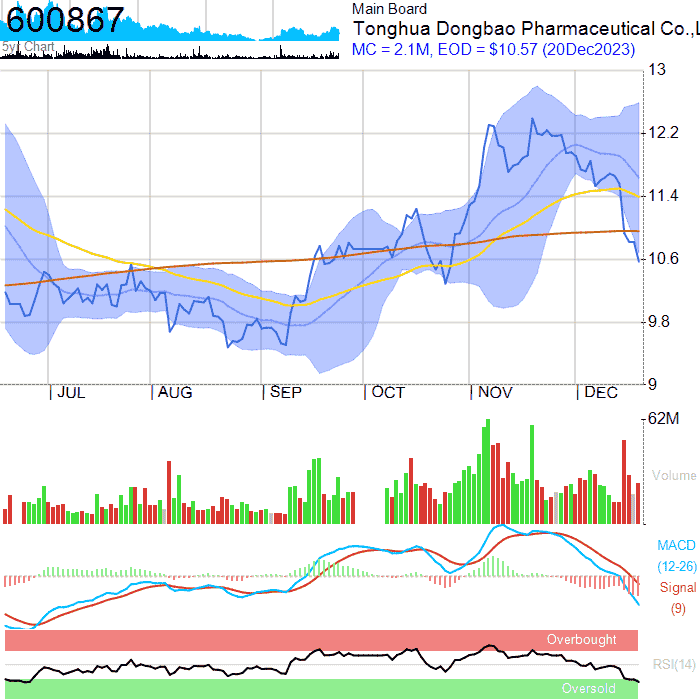 600867
5yr Chart
Main Board
Tonghua Dongbao Pharmaceutical Co.,L
MC = 2.1M, EOD = $10.57 (20Dec2023)
13
12.2
11.4
10.6
9.8
9
JUL AUG SEP OCT NOV DEC
62M
Volume
MACD
(12-26)
Signal
(9)
Overbought
RSI(14)
Oversold